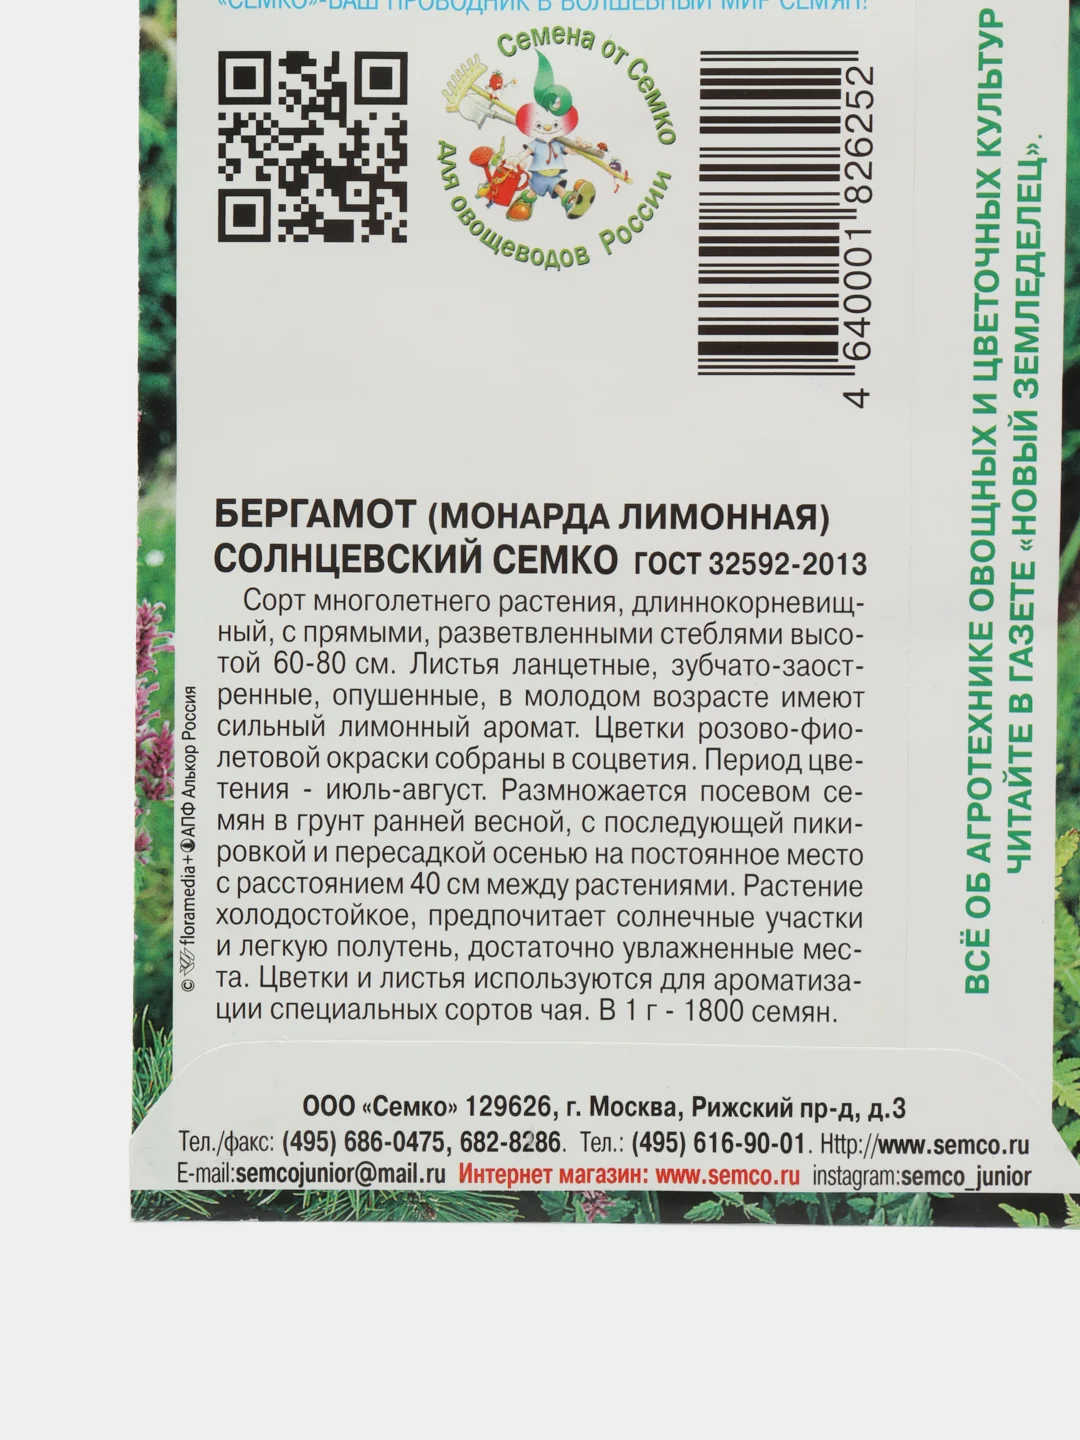 «СЕМКО»-ВАШ ПРОВОДНИК В ВОЛШЕБНЫЙ МИР СЕМЯН!
Семена от Семко
для овощеводов России
4 640001 826252
ВСЁ ОБ АГРОТЕХНИКЕ ОВОЩНЫХ И ЦВЕТОЧНЫХ КУЛЬТУР
ЧИТАЙТЕ В ГАЗЕТЕ «НОВЫЙ ЗЕМЛЕДЕЛЕЦ».
БЕРГАМОТ (МОНАРДА ЛИМОННАЯ)
СОЛНЦЕВСКИЙ СЕМКО ГОСТ 32592-2013
Сорт многолетнего растения, длиннокорневищ-
ный, с прямыми, разветвленными стеблями высо-
той 60-80 см. Листья ланцетные, зубчато-заост-
ренные, опушенные, в молодом возрасте имеют
сильный лимонный аромат. Цветки розово-фио-
летовой окраски собраны в соцветия. Период цве-
тения - июль-август. Размножается посевом се-
мян в грунт ранней весной, с последующей пики-
ровкой и пересадкой осенью на постоянное место
с расстоянием 40 см между растениями. Растение
холодостойкое, предпочитает солнечные участки
и легкую полутень, достаточно увлажненные мес-
та. Цветки и листья используются для ароматиза-
ции специальных сортов чая. В 1 г - 1800 семян.
© floramedia+ АПФ Алькор Россия
ООО «Семко» 129626, г. Москва, Рижский пр-д, д.3
Тел./факс: (495) 686-0475, 682-8286. Тел.: (495) 616-90-01. Http://www.semco.ru
E-mail:semcojunior@mail.ru Интернет магазин: www.semco.ru instagram:semco_junior